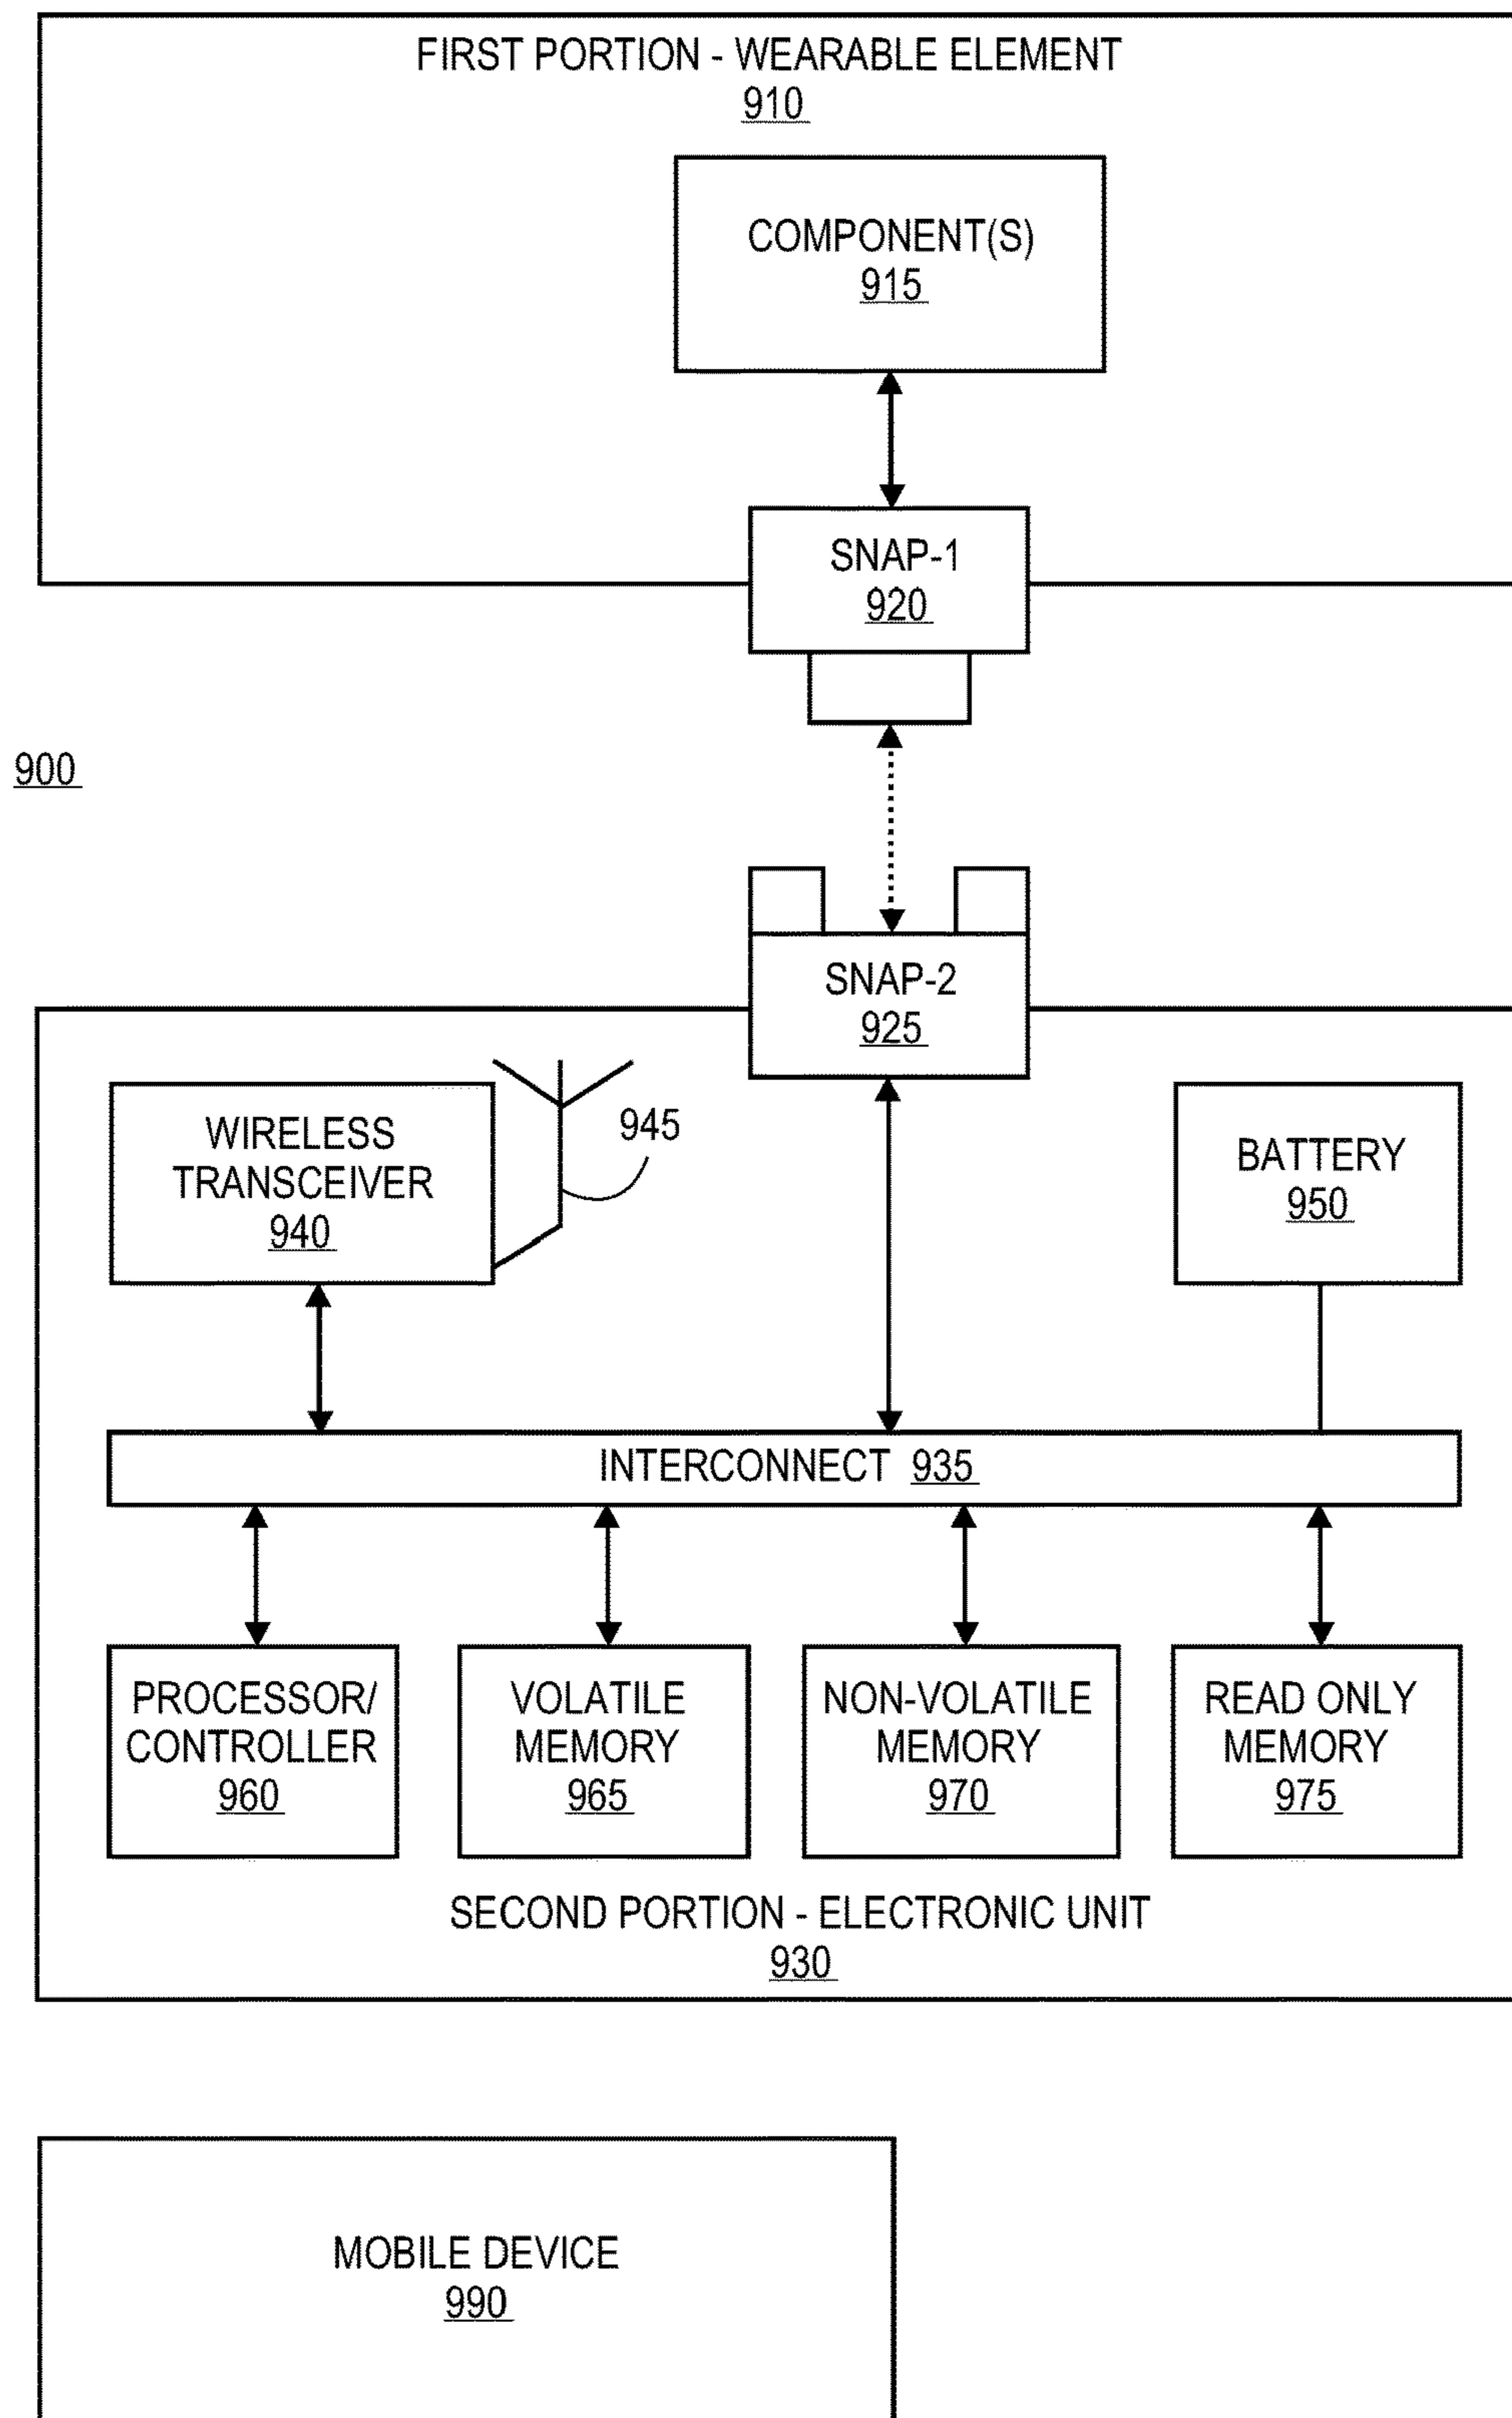 FIRST PORTION - WEARABLE ELEMENT
910
COMPONENT(S)
915
SNAP-1
920
900
SNAP-2
925
WIRELESS
TRANSCEIVER
940
945
BATTERY
950
INTERCONNECT 935
PROCESSOR/
CONTROLLER
960
VOLATILE
MEMORY
965
NON-VOLATILE
MEMORY
970
READ ONLY
MEMORY
975
SECOND PORTION - ELECTRONIC UNIT
930
MOBILE DEVICE
990